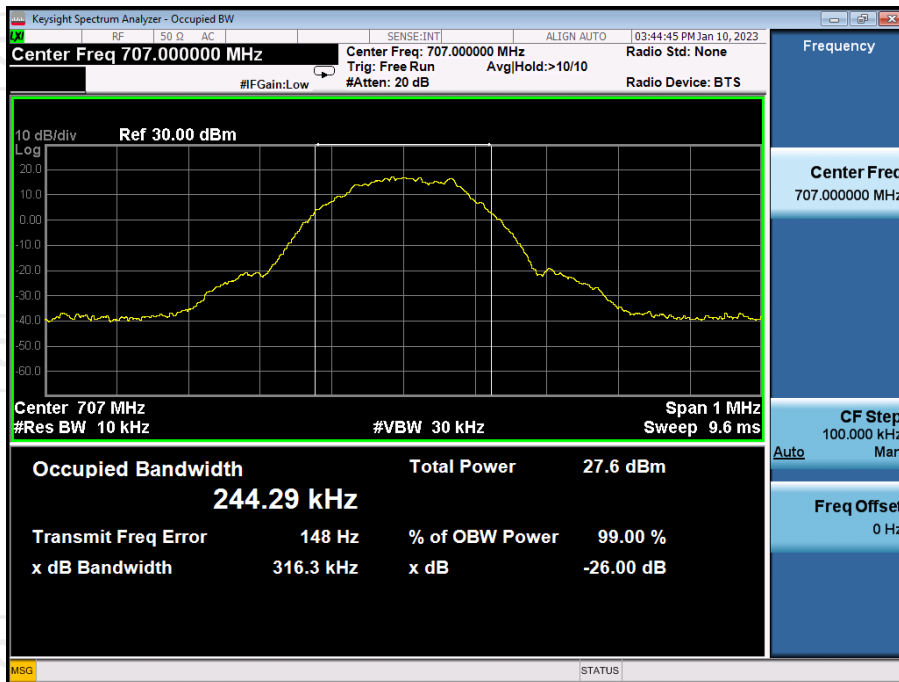 Keysight Spectrum Analyzer - Occupied BW
LXI RF 50 Ω AC SENSE:INT ALIGN AUTO 03:44:45 PM Jan 10, 2023
Center Freq 707.000000 MHz
Center Freq: 707.000000 MHz Radio Std: None
Trig: Free Run Avg|Hold:>10/10
#IFGain:Low #Atten: 20 dB Radio Device: BTS
10 dB/div Ref 30.00 dBm
Log
20.0
10.0
0.00
-10.0
-20.0
-30.0
-40.0
-50.0
-60.0
Center 707 MHz Span 1 MHz
#Res BW 10 kHz #VBW 30 kHz Sweep 9.6 ms
Occupied Bandwidth Total Power 27.6 dBm
244.29 kHz
Transmit Freq Error 148 Hz % of OBW Power 99.00 %
x dB Bandwidth 316.3 kHz x dB -26.00 dB
MSG STATUS
Frequency
Center Freq
707.000000 MHz
CF Step
100.000 kHz
Auto Man
Freq Offset
0 Hz